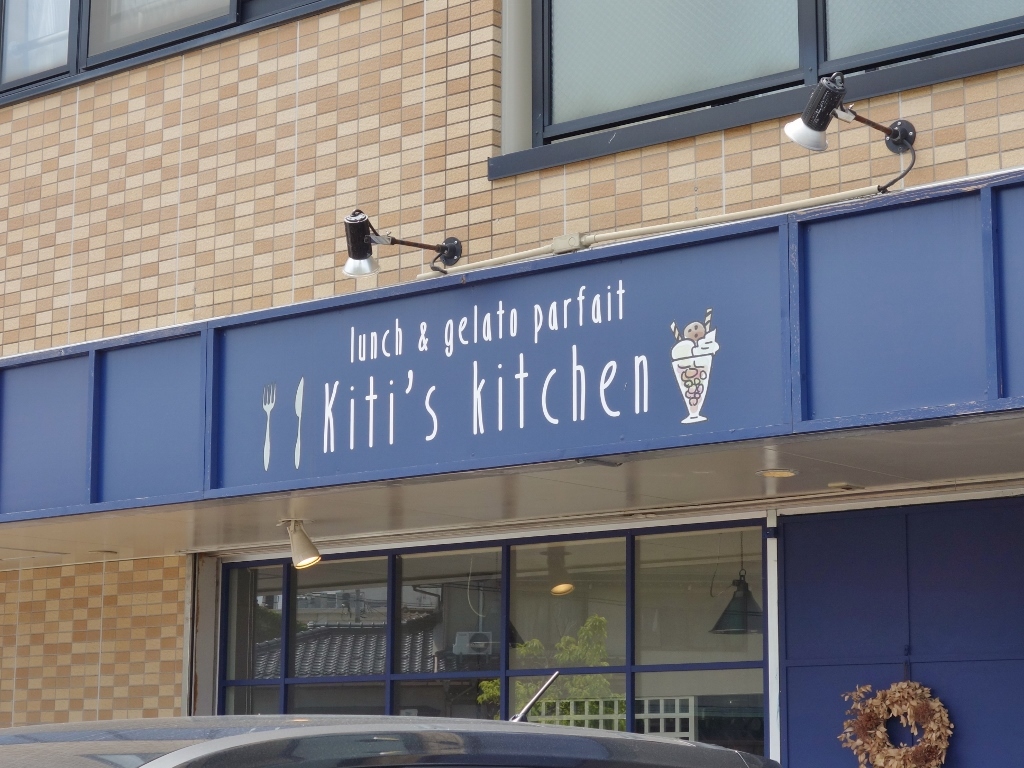 lunch & gelato parfait
Kiti's kitchen